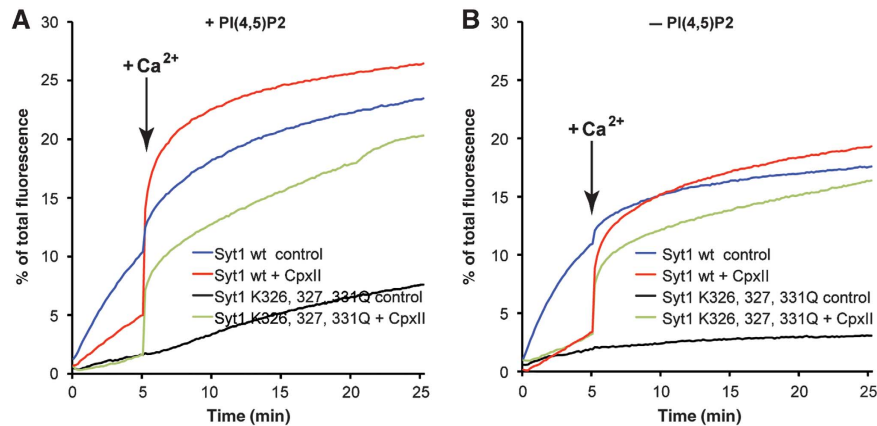 A
+ PI(4,5)P2
% of total fluorescence
30
25
20
15
10
5
0
+Ca2+
Syt1 wt control
Syt1 wt + CpxII
Syt1 K326, 327, 331Q control
Syt1 K326, 327, 331Q + CpxII
0 5 10 15 20 25
Time (min)
B
— PI(4,5)P2
% of total fluorescence
30
25
20
15
10
5
0
+Ca2+
Syt1 wt control
Syt1 wt + CpxII
Syt1 K326, 327, 331Q control
Syt1 K326, 327, 331Q + CpxII
0 5 10 15 20 25
Time (min)